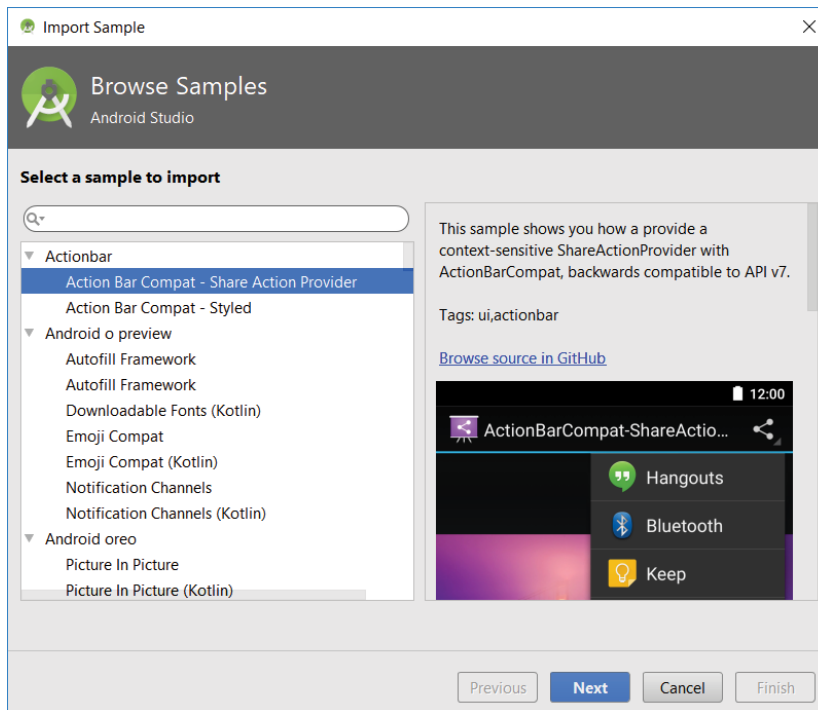 Import Sample
Browse Samples
Android Studio
Select a sample to import
Actionbar
Action Bar Compat - Share Action Provider
Action Bar Compat - Styled
Android o preview
Autofill Framework
Autofill Framework
Downloadable Fonts (Kotlin)
Emoji Compat
Emoji Compat (Kotlin)
Notification Channels
Notification Channels (Kotlin)
Android oreo
Picture In Picture
Picture In Picture (Kotlin)
This sample shows you how a provide a
context-sensitive ShareActionProvider with
ActionBarCompat, backwards compatible to API v7.
Tags: ui,actionbar
Browse source in GitHub
12:00
ActionBarCompat-ShareActio...
Hangouts
Bluetooth
Keep
Previous
Next
Cancel
Finish